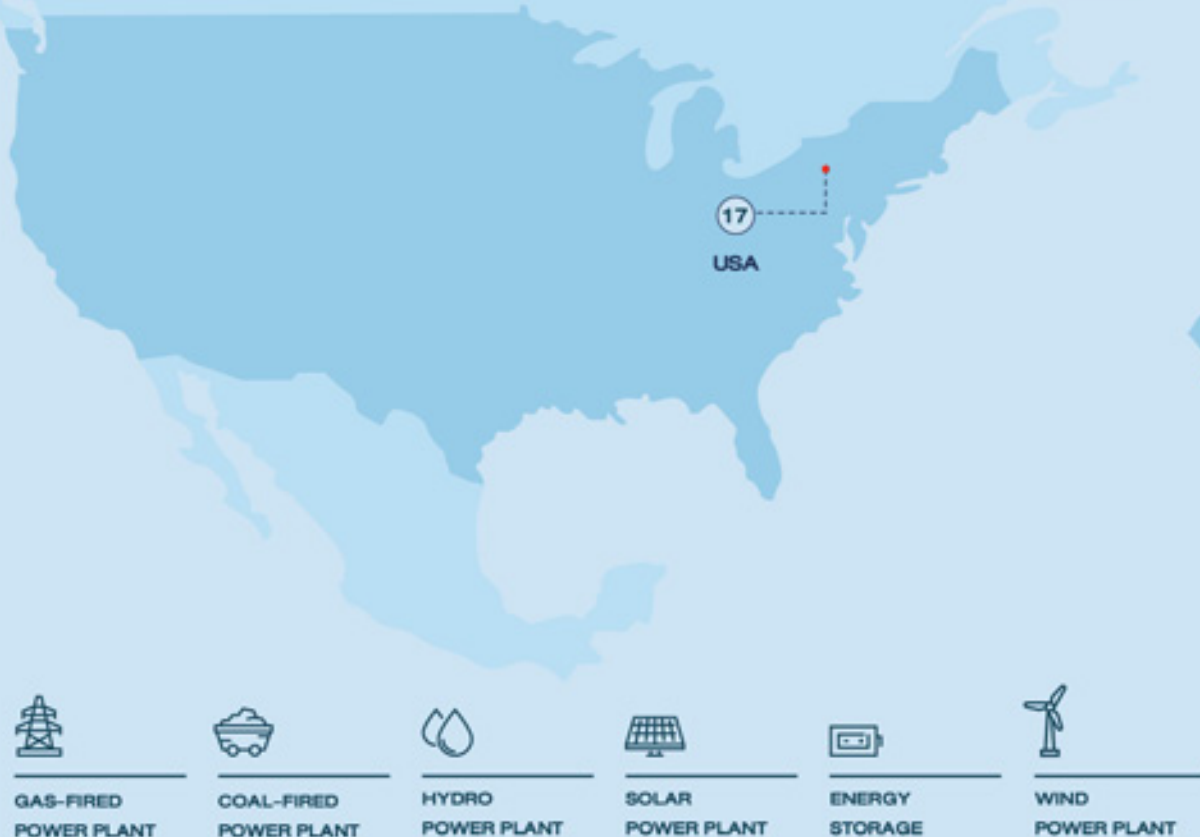 17
USA
GAS-FIRED
POWER PLANT
COAL-FIRED
POWER PLANT
HYDRO
POWER PLANT
SOLAR
POWER PLANT
ENERGY
STORAGE
WIND
POWER PLANT